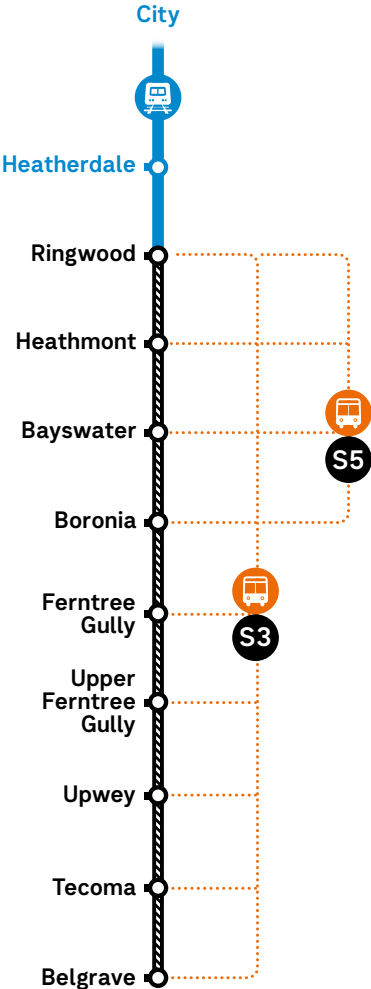 City
Heatherdale
Ringwood
Heathmont
Bayswater
S5
Boronia
Ferntree
Gully
S3
Upper
Ferntree
Gully
Upwey
Tecoma
Belgrave